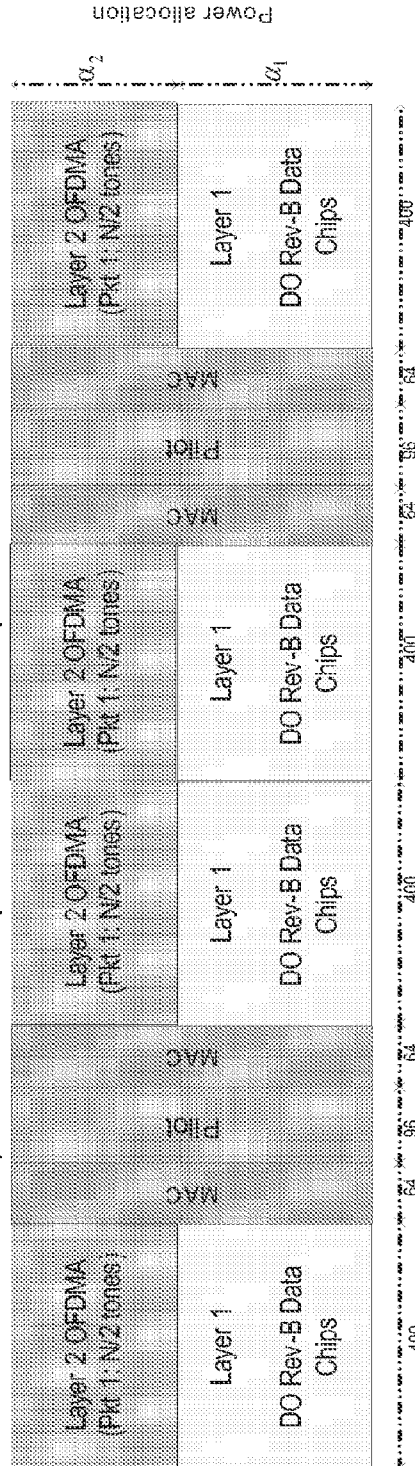 Layer 2 OFDMA
(Pkt 1: N/2 tones)
Layer 1
DO Rev-B Data
Chips
MAC
Pilot
MAC
Layer 2 OFDMA
(Pkt 1: N/2 tones)
Layer 1
DO Rev-B Data
Chips
Layer 2 OFDMA
(Pkt 1: N/2 tones)
Layer 1
DO Rev-B Data
Chips
MAC
Pilot
MAC
Layer 2 OFDMA
(Pkt 1: N/2 tones)
Layer 1
DO Rev-B Data
Chips
α2
α1
Power allocation
400
64
96
64
400
400
64
96
64
400